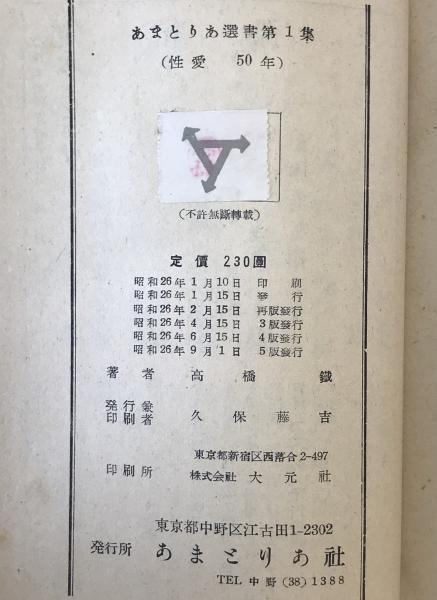 あまとりあ選書第1集
(性愛 50年)
(不許無斷轉載)
定價 230圓
昭和26年1月10日 印刷
昭和26年1月15日 發行
昭和26年2月15日 再版發行
昭和26年4月15日 3版發行
昭和26年6月15日 4版發行
昭和26年9月1日 5版發行
著者 高橋鐵
発行兼
印刷者 久保藤吉
東京都新宿区西落合2-497
印刷所 株式会社 大元社
東京都中野区江古田1-2302
発行所 あまとりあ社
TEL 中野(38)1388